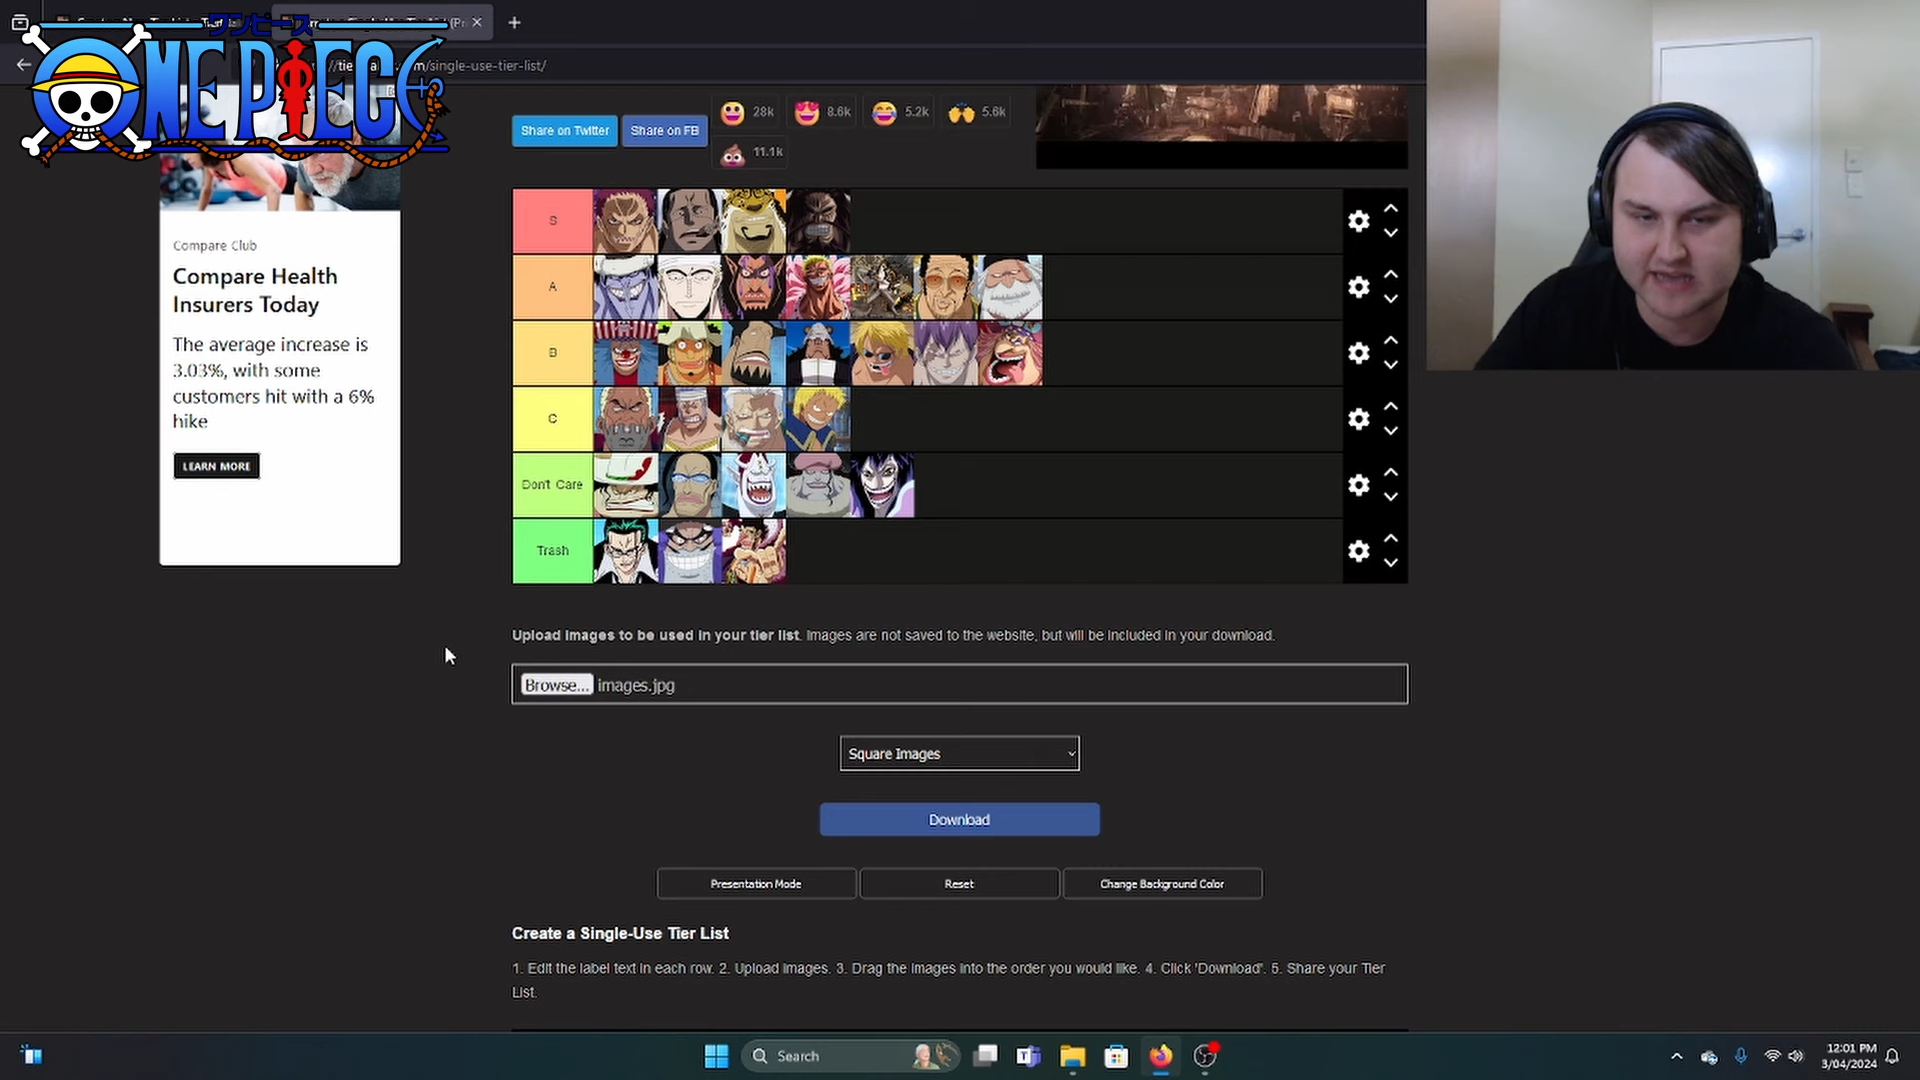 ワンピース
ONE PIECE
/single-use-tier-list/
Share on Twitter
Share on FB
28k
8.6k
5.2k
5.6k
11.1k
Compare Club
Compare Health
Insurers Today
The average increase is
3.03%, with some
customers hit with a 6%
hike
LEARN MORE
S
A
B
C
Don't Care
Trash
Upload images to be used in your tier list. Images are not saved to the website, but will be included in your download.
Browse... images.jpg
Square Images
Download
Presentation Mode
Reset
Change Background Color
Create a Single-Use Tier List
1. Edit the label text in each row. 2. Upload images. 3. Drag the images into the order you would like. 4. Click 'Download'. 5. Share your Tier
List.
Search
12:01 PM
3/04/2024